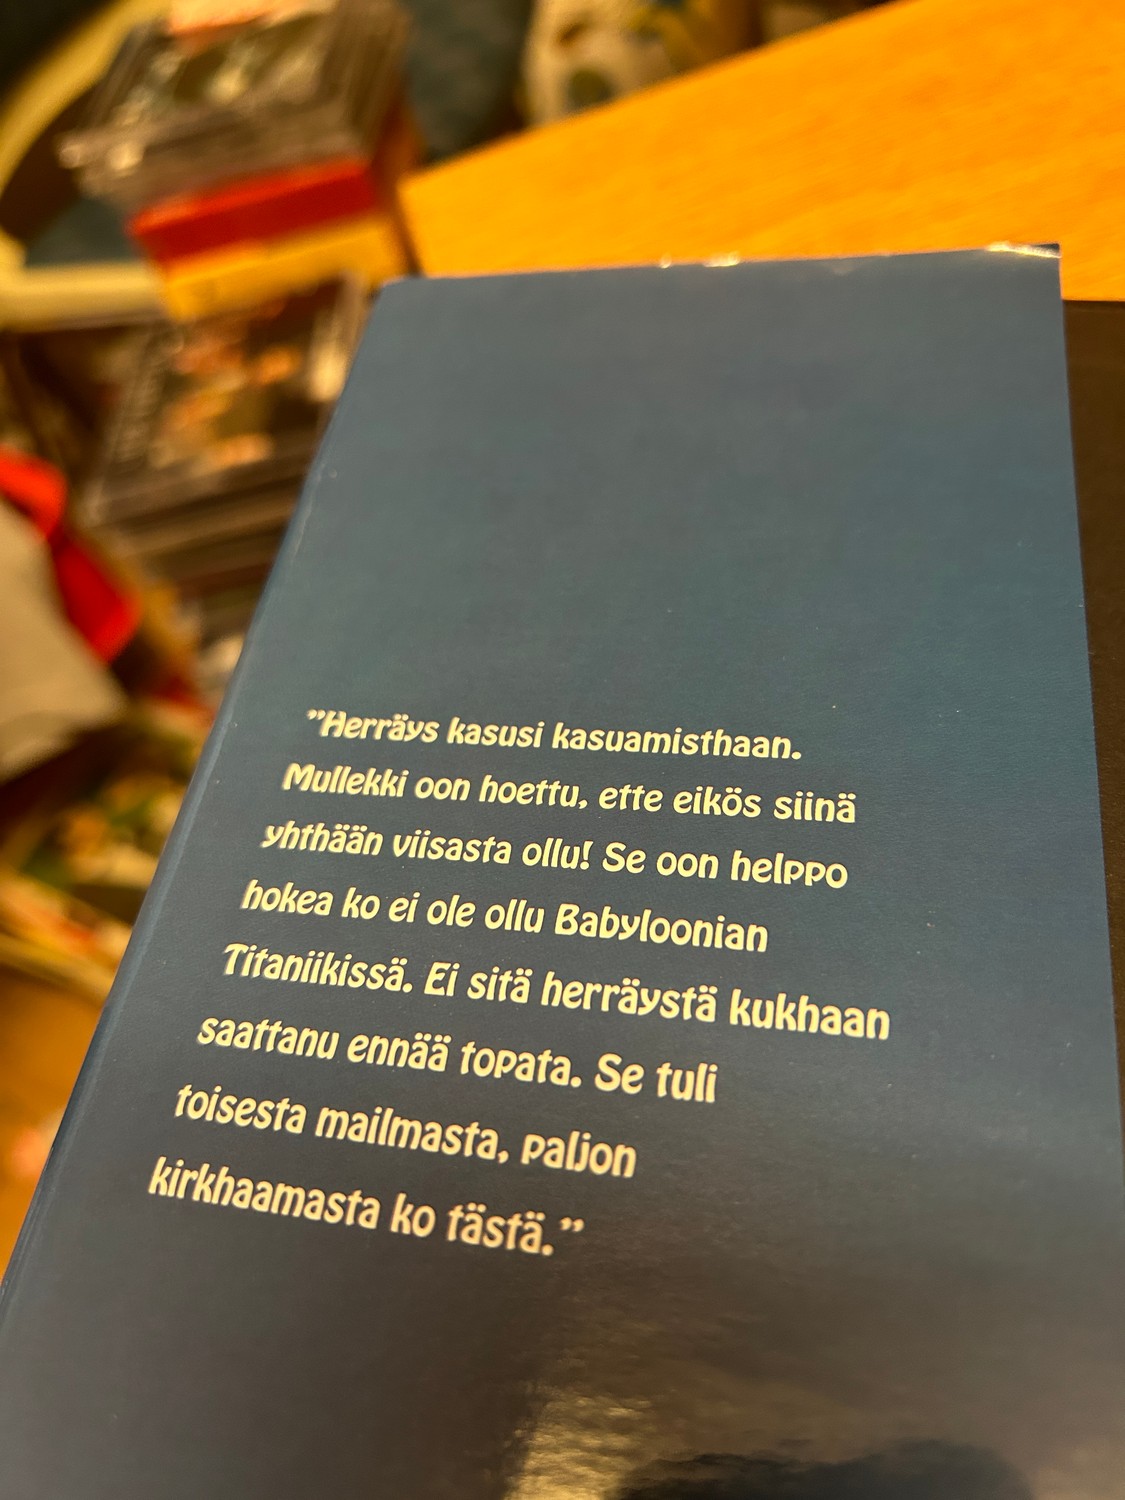 ”Herräys kasusi kasuamisthaan.
Mullekki oon hoettu, ette eikös siinä
yhthään viisasta ollu! Se oon helppo
hokea ko ei ole ollu Babyloonian
Titaniikissä. Ei sitä herräystä kukhaan
saattanu ennää topata. Se tuli
toisesta mailmasta, paljon
kirkhaamasta ko tästä.”